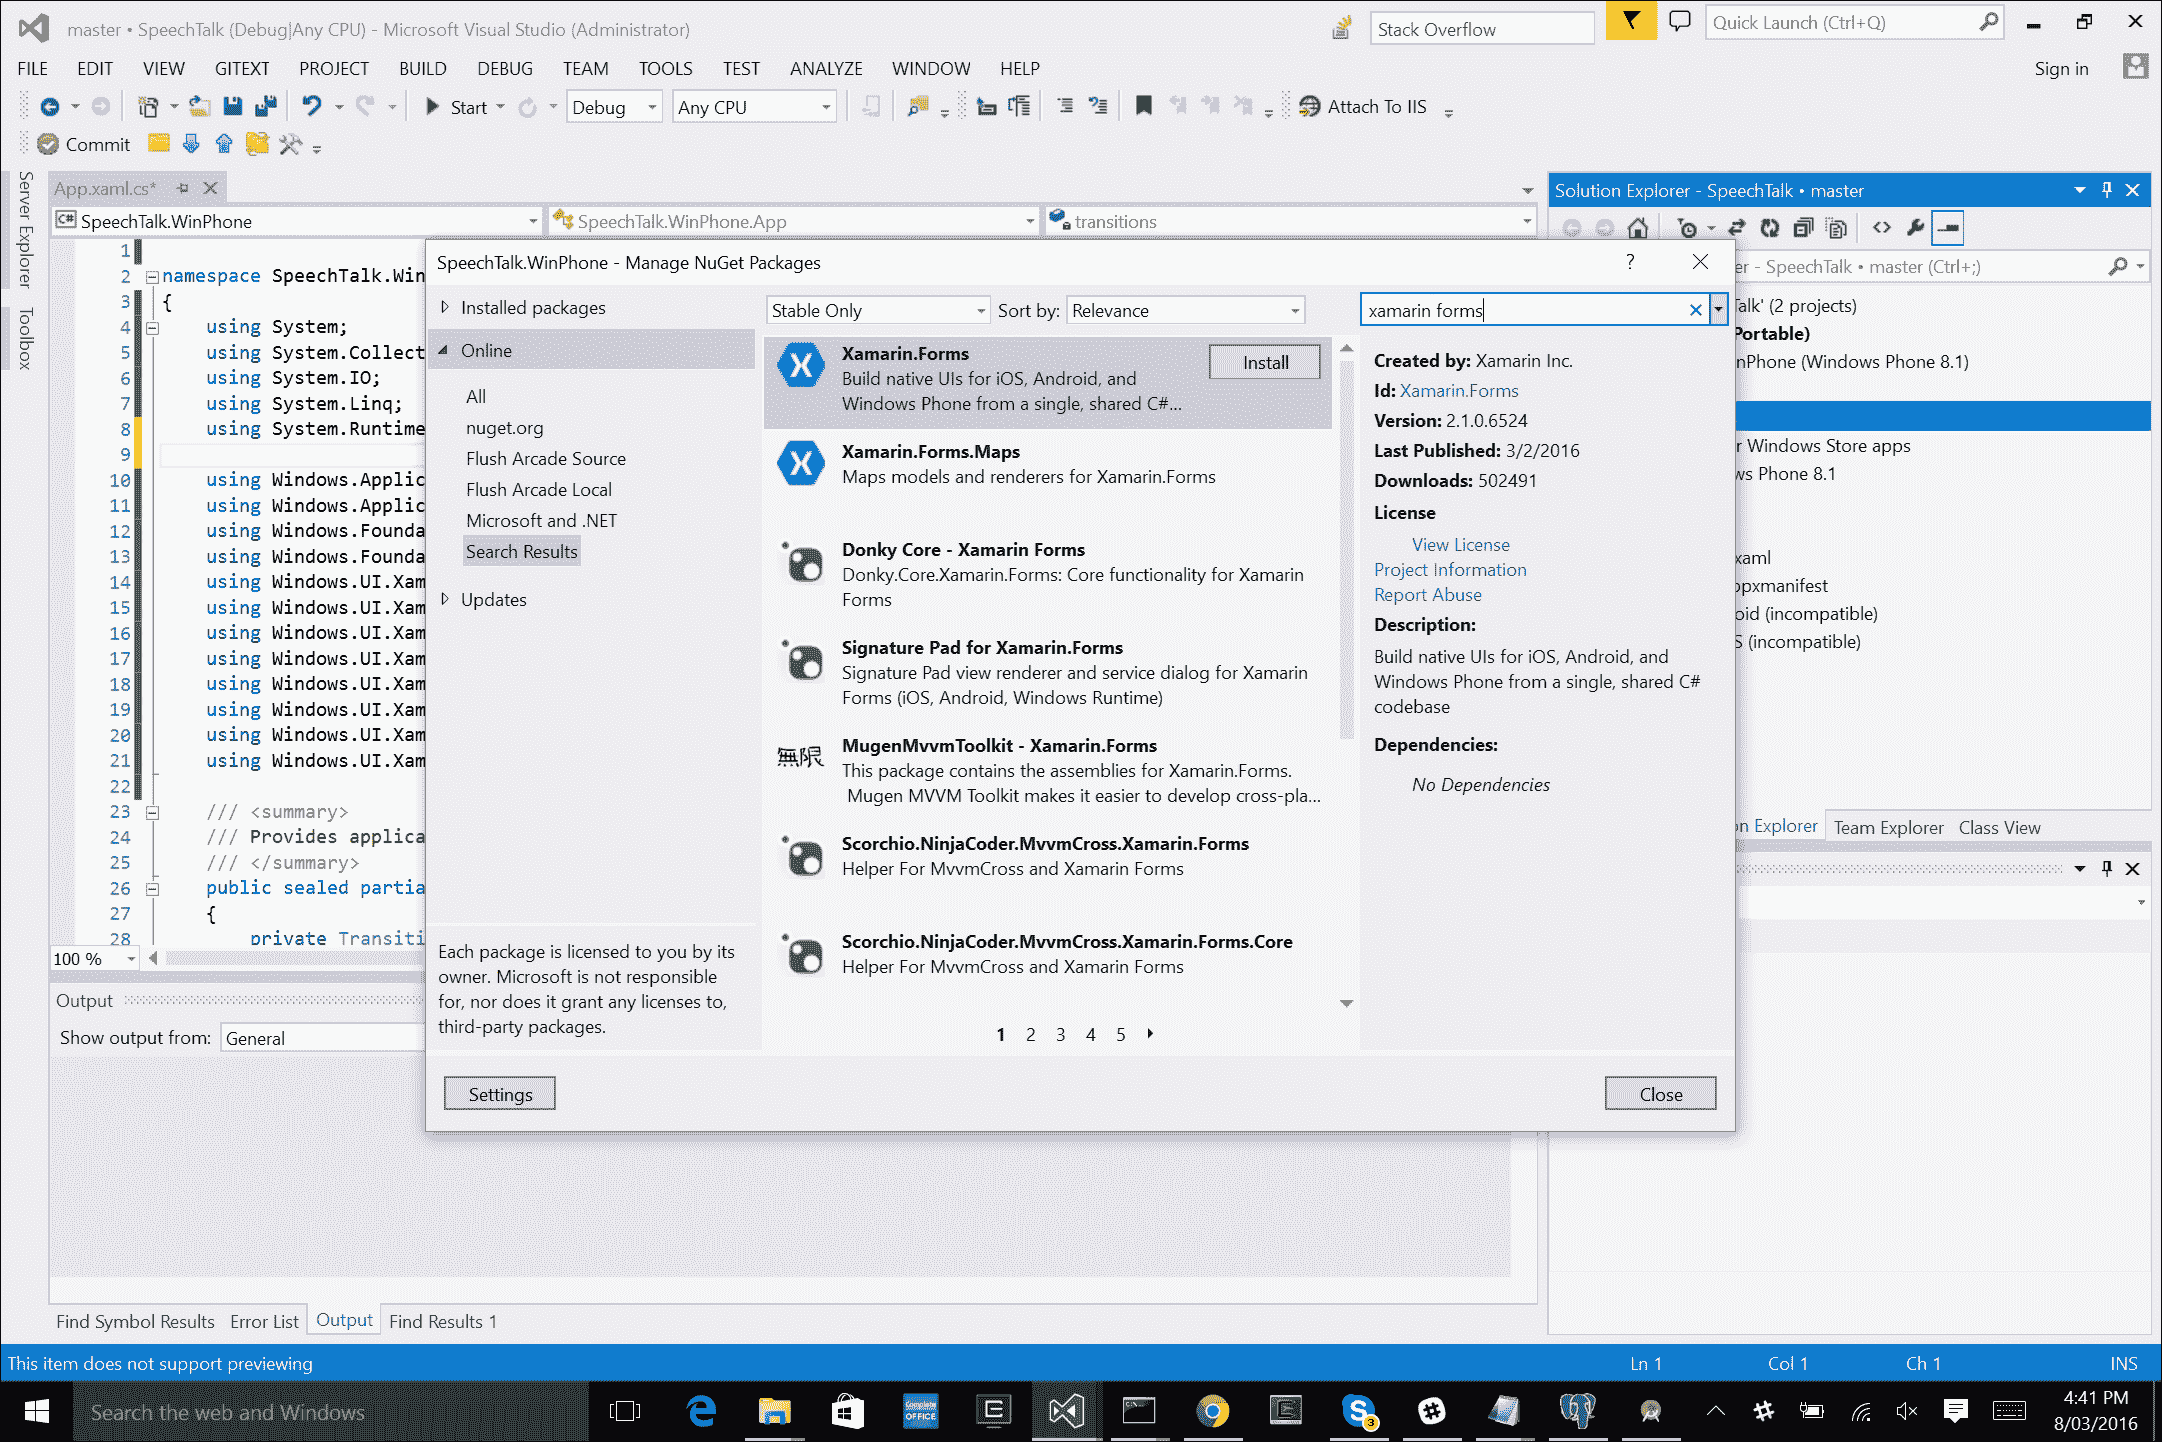 master • SpeechTalk (Debug|Any CPU) - Microsoft Visual Studio (Administrator)
Stack Overflow
Quick Launch (Ctrl+Q)
FILE EDIT VIEW GITEXT PROJECT BUILD DEBUG TEAM TOOLS TEST ANALYZE WINDOW HELP
Sign in
Start Debug Any CPU Attach To IIS
Commit
Server Explorer
Toolbox
App.xaml.cs*
C# SpeechTalk.WinPhone
SpeechTalk.WinPhone.App
transitions
1
2 namespace SpeechTalk.Win
3 {
4 using System;
5 using System.Collect
6 using System.IO;
7 using System.Linq;
8 using System.Runtime
9
10 using Windows.Applic
11 using Windows.Applic
12 using Windows.Founda
13 using Windows.Founda
14 using Windows.UI.Xam
15 using Windows.UI.Xam
16 using Windows.UI.Xam
17 using Windows.UI.Xam
18 using Windows.UI.Xam
19 using Windows.UI.Xam
20 using Windows.UI.Xam
21 using Windows.UI.Xam
22
23 /// <summary>
24 /// Provides applica
25 /// </summary>
26 public sealed partia
27 {
28 private Transiti
100 %
SpeechTalk.WinPhone - Manage NuGet Packages
?
Installed packages
Online
All
nuget.org
Flush Arcade Source
Flush Arcade Local
Microsoft and .NET
Search Results
Updates
Each package is licensed to you by its
owner. Microsoft is not responsible
for, nor does it grant any licenses to,
third-party packages.
Settings
Stable Only
Sort by: Relevance
Xamarin.Forms
Build native UIs for iOS, Android, and
Windows Phone from a single, shared C#...
Install
Xamarin.Forms.Maps
Maps models and renderers for Xamarin.Forms
Donky Core - Xamarin Forms
Donky.Core.Xamarin.Forms: Core functionality for Xamarin
Forms
Signature Pad for Xamarin.Forms
Signature Pad view renderer and service dialog for Xamarin
Forms (iOS, Android, Windows Runtime)
無限
MugenMvvmToolkit - Xamarin.Forms
This package contains the assemblies for Xamarin.Forms.
Mugen MVVM Toolkit makes it easier to develop cross-pla...
Scorchio.NinjaCoder.MvvmCross.Xamarin.Forms
Helper For MvvmCross and Xamarin Forms
Scorchio.NinjaCoder.MvvmCross.Xamarin.Forms.Core
Helper For MvvmCross and Xamarin Forms
1 2 3 4 5
xamarin forms
Created by: Xamarin Inc.
Id: Xamarin.Forms
Version: 2.1.0.6524
Last Published: 3/2/2016
Downloads: 502491
License
View License
Project Information
Report Abuse
Description:
Build native UIs for iOS, Android, and
Windows Phone from a single, shared C#
codebase
Dependencies:
No Dependencies
Close
Solution Explorer - SpeechTalk • master
er - SpeechTalk • master (Ctrl+;)
Talk' (2 projects)
Portable)
nPhone (Windows Phone 8.1)
r Windows Store apps
ws Phone 8.1
xaml
ppxmanifest
oid (incompatible)
S (incompatible)
n Explorer Team Explorer Class View
Output
Show output from: General
Find Symbol Results Error List Output Find Results 1
This item does not support previewing
Ln 1 Col 1 Ch 1 INS
Search the web and Windows
Complete
OFFICE
3
4:41 PM
8/03/2016